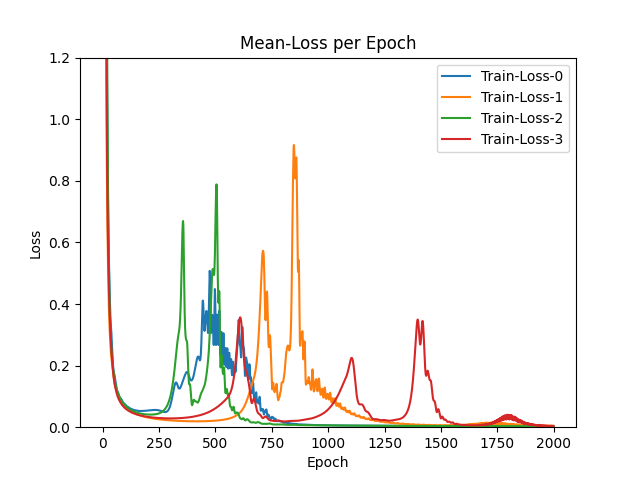 Mean-Loss per Epoch
1.2
1.0
0.8
0.6
0.4
0.2
0.0
Loss
Train-Loss-0
Train-Loss-1
Train-Loss-2
Train-Loss-3
0 250 500 750 1000 1250 1500 1750 2000
Epoch